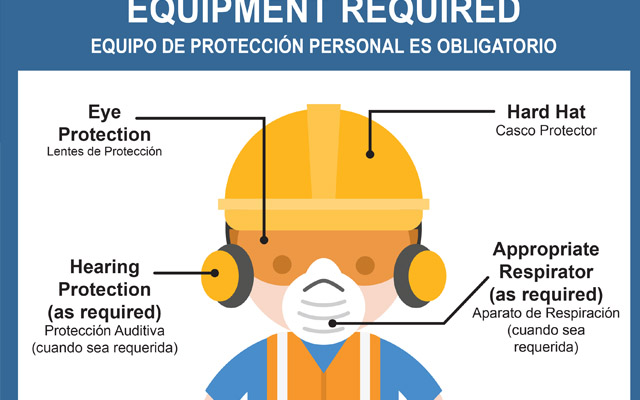 EQUIPMENT REQUIRED
EQUIPO DE PROTECCIÓN PERSONAL ES OBLIGATORIO
Eye
Protection
Lentes de Protección
Hard Hat
Casco Protector
Hearing
Protection
(as required)
Protección Auditiva
(cuando sea requerida)
Appropriate
Respirator
(as required)
Aparato de Respiración
(cuando sea
requerida)